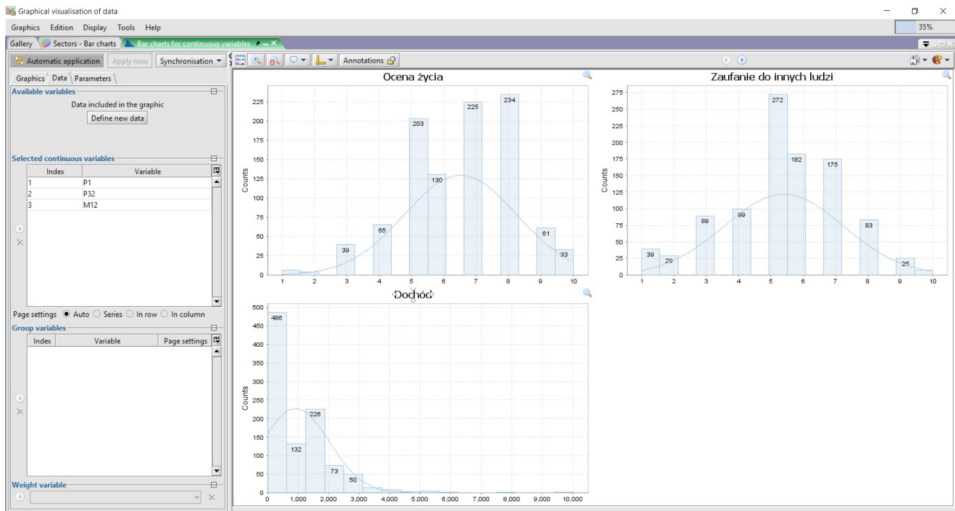 Graphical visualisation of data
Graphics Edition Display Tools Help
35%
Gallery Sectors - Bar charts Bar charts for continuous variables
Automatic application Apply now Synchronisation
Annotations
Graphics Data Parameters
Available variables
Data included in the graphic
Define new data
Selected continuous variables
Index Variable
1 P1
2 P32
3 M12
Page settings Auto Series In row In column
Group variables
Index Variable Page settings
Weight variable
Ocena życia
Counts
225
200
175
150
125
100
75
50
25
0
39 65 203 130 225 234 61 33
1 2 3 4 5 6 7 8 9 10
Zaufanie do innych ludzi
Counts
275
250
225
200
175
150
125
100
75
50
25
0
39 29 89 99 272 182 175 83 25
1 2 3 4 5 6 7 8 9 10
Dochód
Counts
500
450
400
350
300
250
200
150
100
50
0
486 132 226 73 50
0 1,000 2,000 3,000 4,000 5,000 6,000 7,000 8,000 9,000 10,000